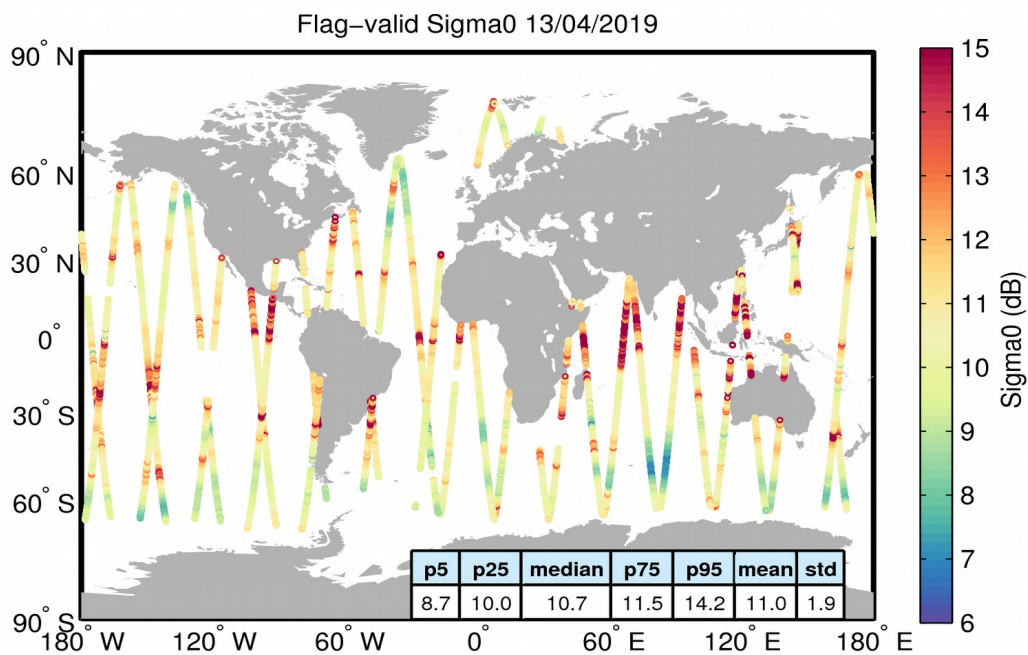 Flag−valid Sigma0 13/04/2019
90° N
60° N
30° N
0°
30° S
60° S
90° S
180° W
120° W
60° W
0°
60° E
120° E
180° E
15
14
13
12
11
10
9
8
7
6
Sigma0 (dB)
p5 p25 median p75 p95 mean std
8.7 10.0 10.7 11.5 14.2 11.0 1.9